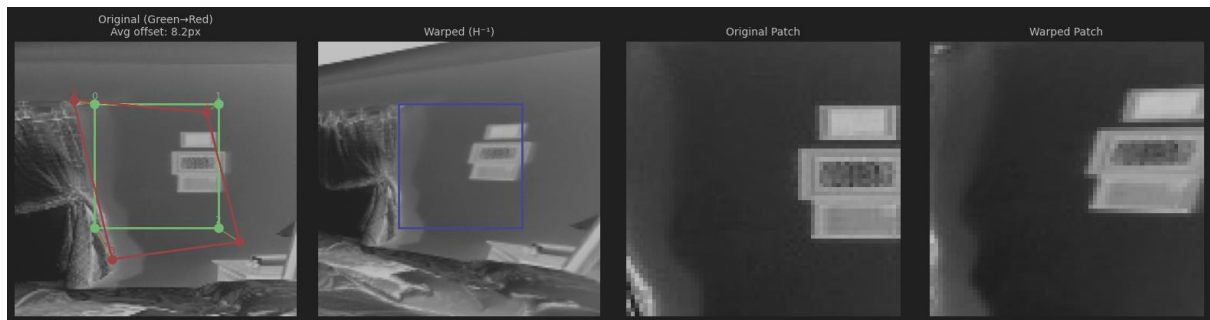 Original (Green→Red)
Avg offset: 8.2px
Warped (H⁻¹)
Original Patch
Warped Patch
0
1